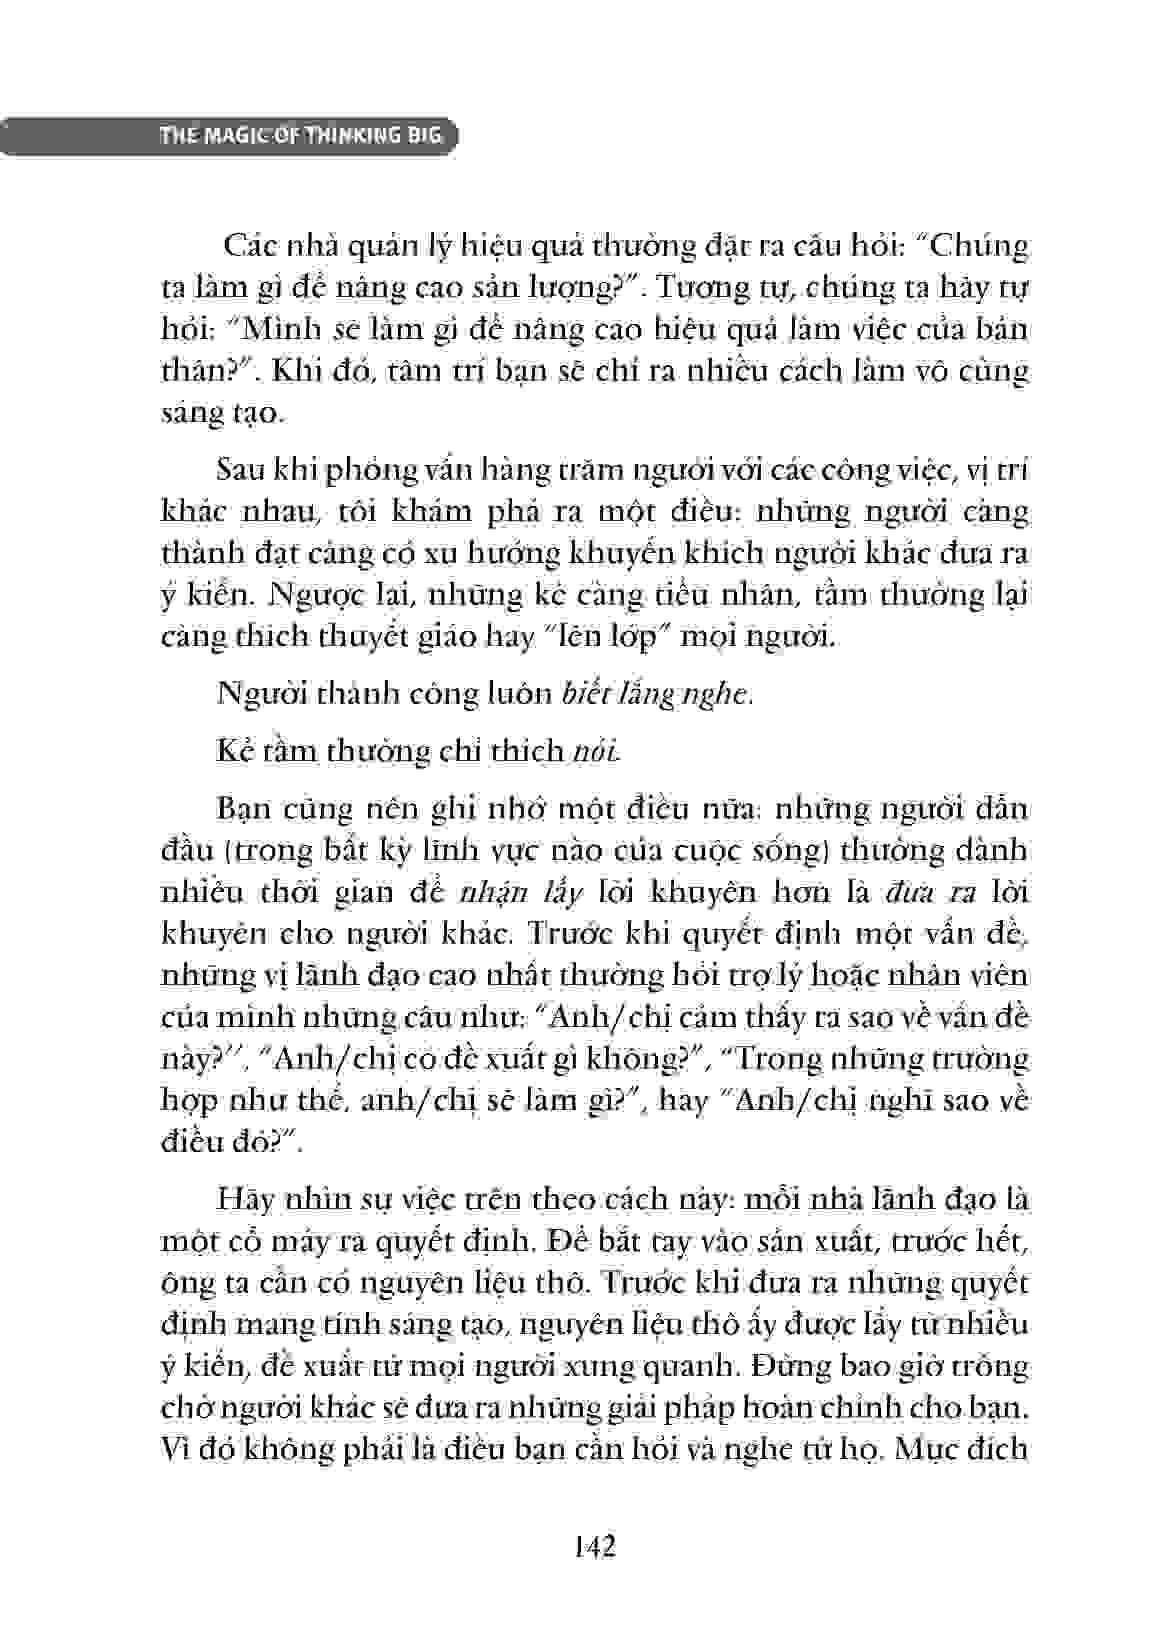 THE MAGIC OF THINKING BIG
Các nhà quản lý hiệu quả thường đặt ra câu hỏi: “Chúng
ta làm gì để nâng cao sản lượng?”. Tương tự, chúng ta hãy tự
hỏi: “Mình sẽ làm gì để nâng cao hiệu quả làm việc của bản
thân?”. Khi đó, tâm trí bạn sẽ chỉ ra nhiều cách làm vô cùng
sáng tạo.
Sau khi phỏng vấn hàng trăm người với các công việc, vị trí
khác nhau, tôi khám phá ra một điều: những người càng
thành đạt càng có xu hướng khuyến khích người khác đưa ra
ý kiến. Ngược lại, những kẻ càng tiểu nhân, tầm thường lại
càng thích thuyết giáo hay “lên lớp” mọi người.
Người thành công luôn biết lắng nghe.
Kẻ tầm thường chỉ thích nói.
Bạn cũng nên ghi nhớ một điều nữa: những người dẫn
đầu (trong bất kỳ lĩnh vực nào của cuộc sống) thường dành
nhiều thời gian để nhận lấy lời khuyên hơn là đưa ra lời
khuyên cho người khác. Trước khi quyết định một vấn đề,
những vị lãnh đạo cao nhất thường hỏi trợ lý hoặc nhân viên
của mình những câu như: “Anh/chị cảm thấy ra sao về vấn đề
này?’’, “Anh/chị có đề xuất gì không?”, “Trong những trường
hợp như thế, anh/chị sẽ làm gì?”, hay “Anh/chị nghĩ sao về
điều đó?”.
Hãy nhìn sự việc trên theo cách này: mỗi nhà lãnh đạo là
một cỗ máy ra quyết định. Để bắt tay vào sản xuất, trước hết,
ông ta cần có nguyên liệu thô. Trước khi đưa ra những quyết
định mang tính sáng tạo, nguyên liệu thô ấy được lấy từ nhiều
ý kiến, đề xuất từ mọi người xung quanh. Đừng bao giờ trông
chờ người khác sẽ đưa ra những giải pháp hoàn chỉnh cho bạn.
Vì đó không phải là điều bạn cần hỏi và nghe từ họ. Mục đích
142